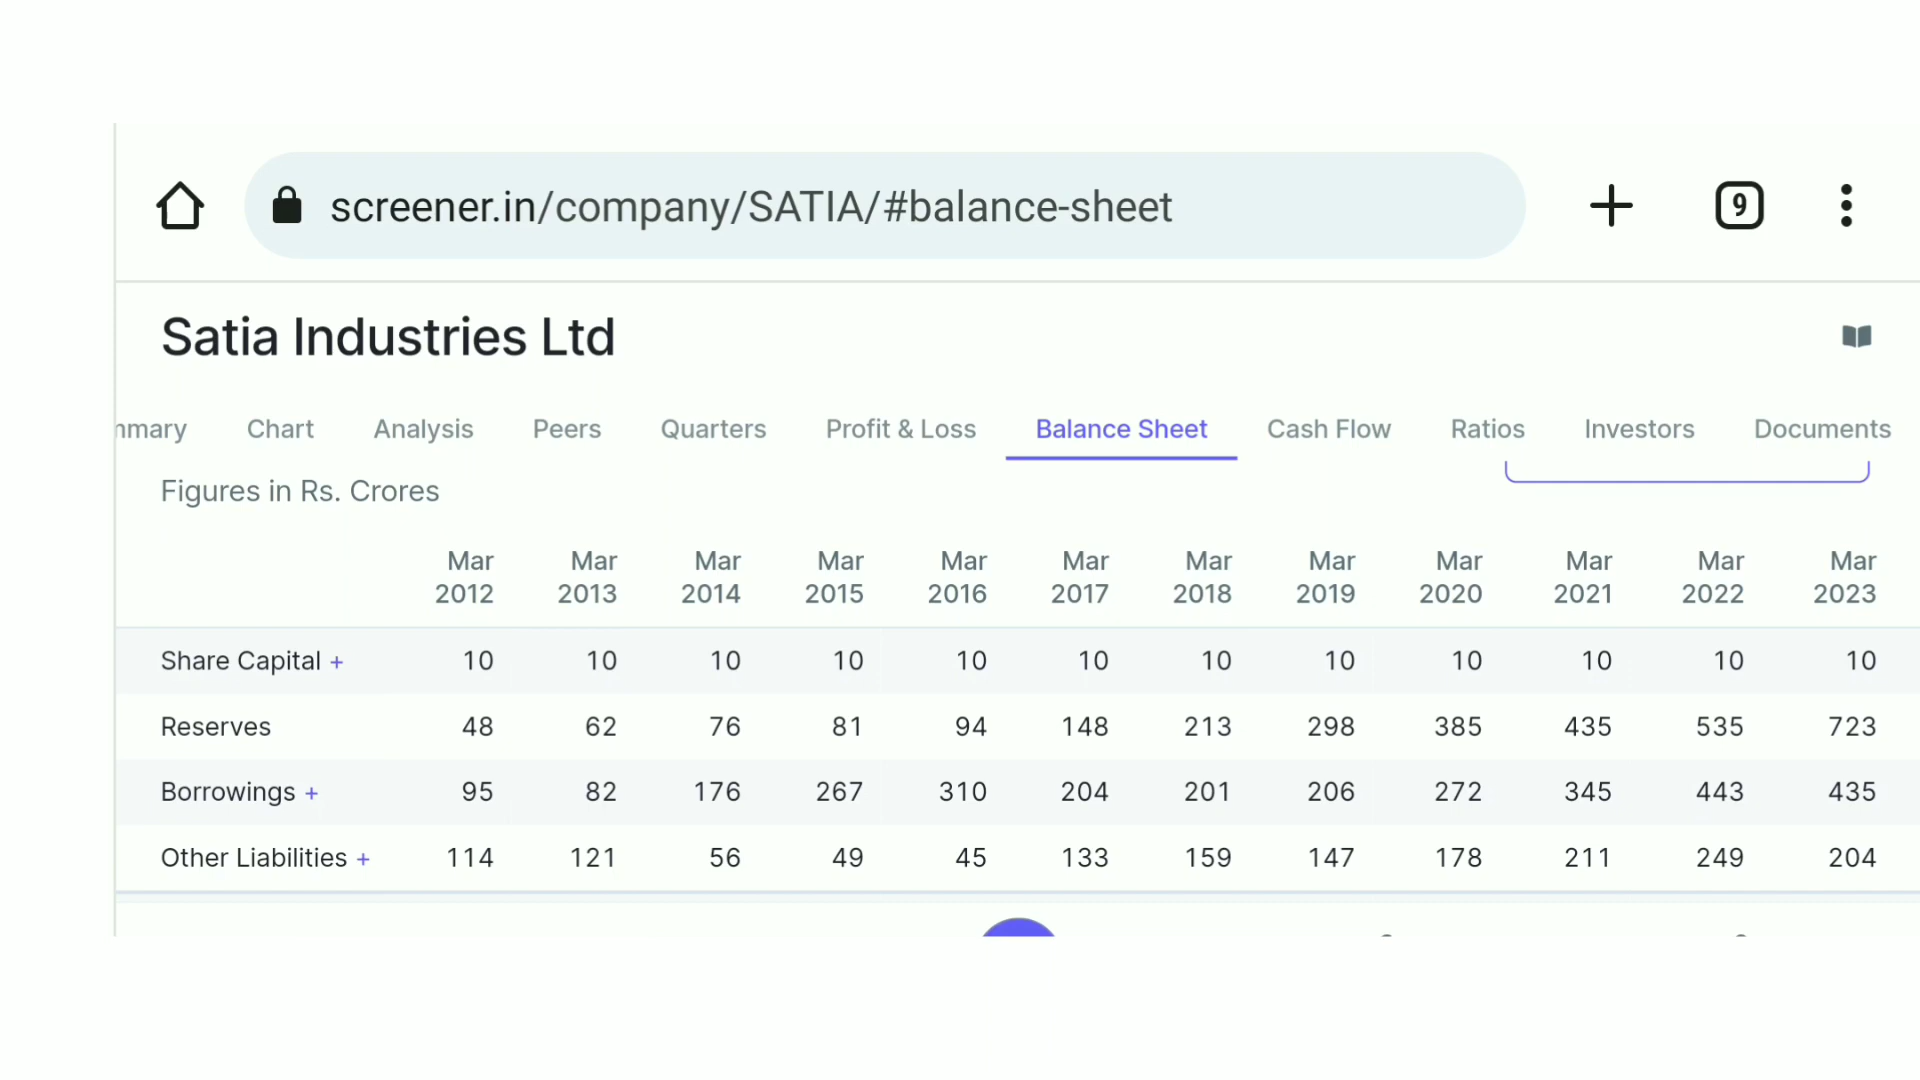 screener.in/company/SATIA/#balance-sheet
9
Satia Industries Ltd
mmary Chart Analysis Peers Quarters Profit & Loss Balance Sheet Cash Flow Ratios Investors Documents
Figures in Rs. Crores
Mar Mar Mar Mar Mar Mar Mar Mar Mar Mar Mar Mar
2012 2013 2014 2015 2016 2017 2018 2019 2020 2021 2022 2023
Share Capital + 10 10 10 10 10 10 10 10 10 10 10 10
Reserves 48 62 76 81 94 148 213 298 385 435 535 723
Borrowings + 95 82 176 267 310 204 201 206 272 345 443 435
Other Liabilities + 114 121 56 49 45 133 159 147 178 211 249 204